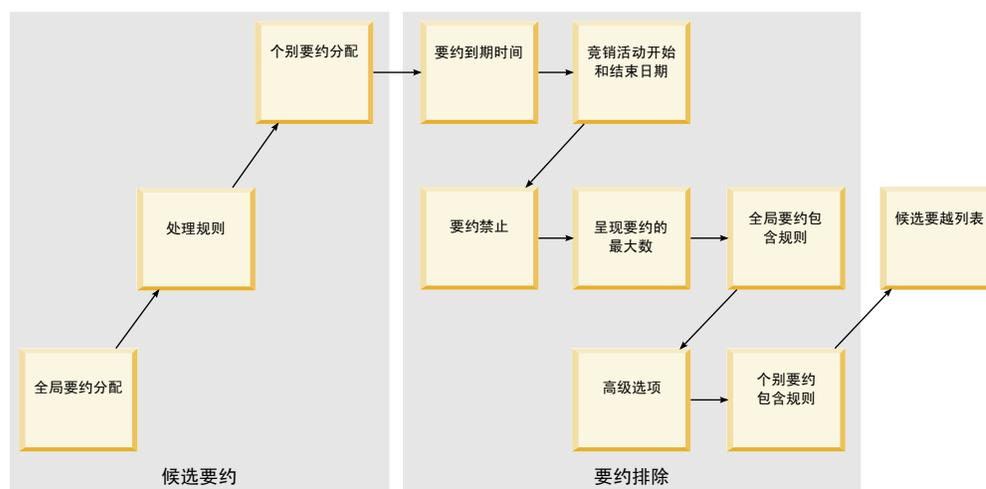 个别要约分配
要约到期时间
竞销活动开始
和结束日期
处理规则
要约禁止
呈现要约的
最大数
全局要约包
含规则
候选要越列表
全局要约分配
高级选项
个别要约
包含规则
候选要约
要约排除